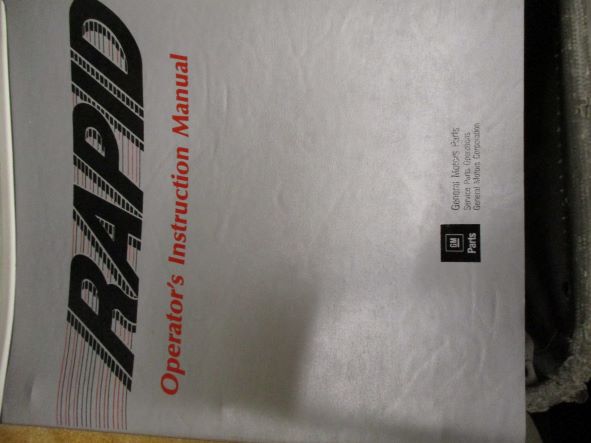 RAPID
Operator's Instruction Manual
GM
Parts
General Motors Parts
Service Parts Operations
General Motors Corporation